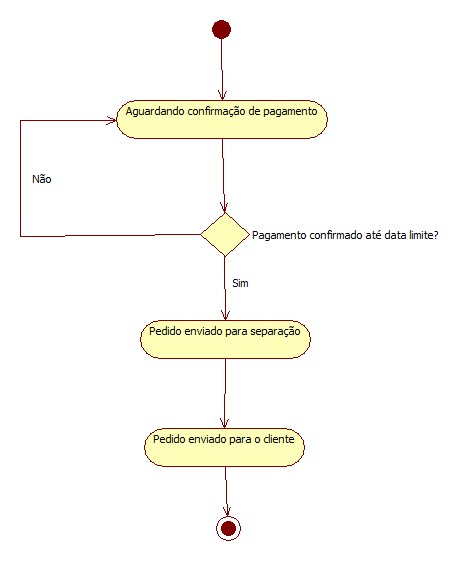 Aguardando confirmação de pagamento
Não
Pagamento confirmado até data limite?
Sim
Pedido enviado para separação
Pedido enviado para o cliente